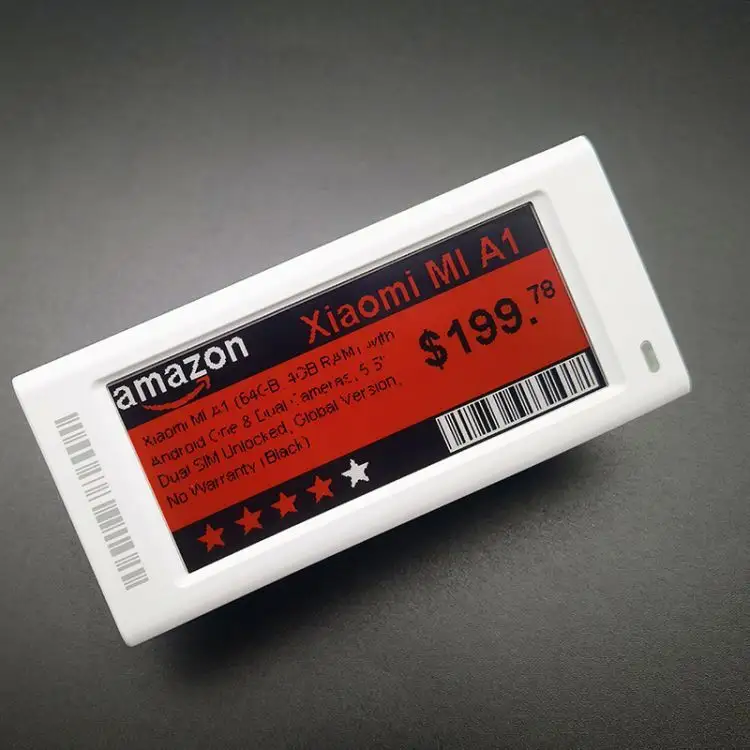 amazon
Xiaomi MI A1
$199.78
Xiaomi MI A1 (64GB, 4GB RAM), with
Android One & Dual Cameras, 5.5"
Dual SIM Unlocked, Global Version,
No Warranty (Black)